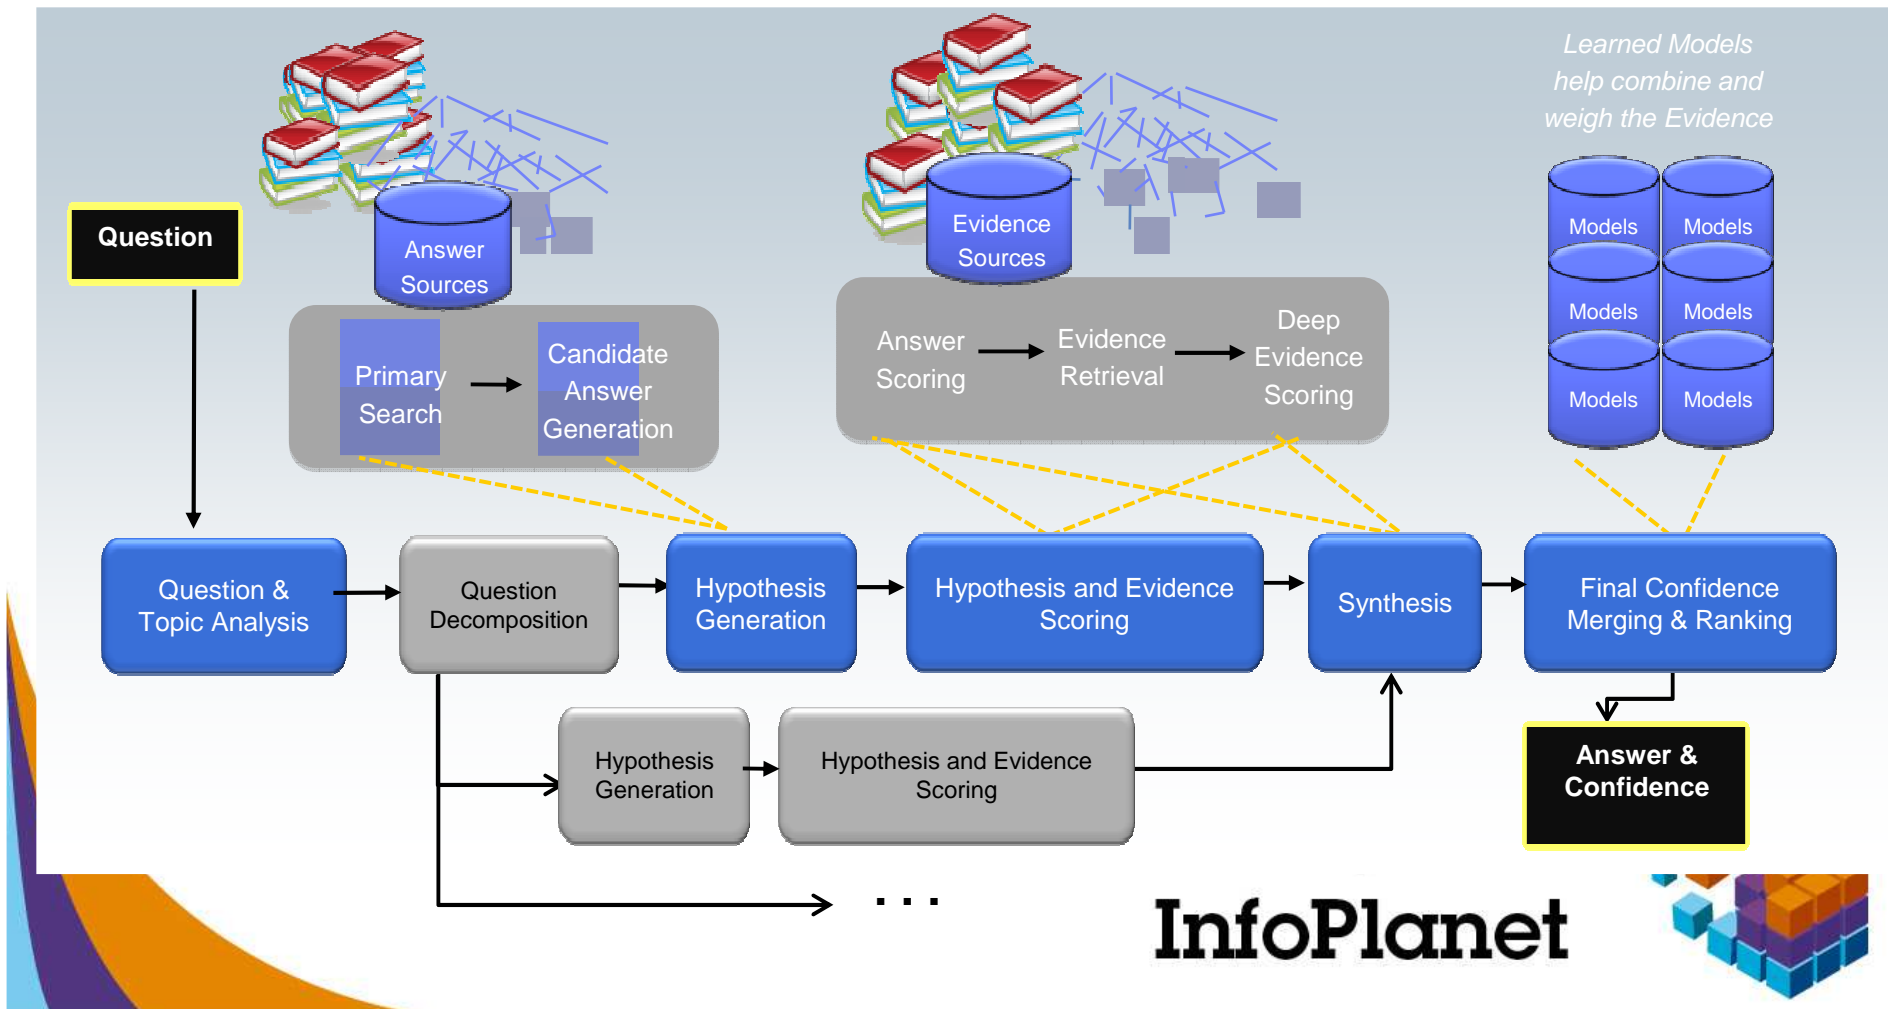 Learned Models
help combine and
weigh the Evidence
Question
Answer
Sources
Evidence
Sources
Models
Models
Models
Models
Models
Models
Primary
Search
Candidate
Answer
Generation
Answer
Scoring
Evidence
Retrieval
Deep
Evidence
Scoring
Question &
Topic Analysis
Question
Decomposition
Hypothesis
Generation
Hypothesis and Evidence
Scoring
Synthesis
Final Confidence
Merging & Ranking
Hypothesis
Generation
Hypothesis and Evidence
Scoring
Answer &
Confidence
. . .
InfoPlanet